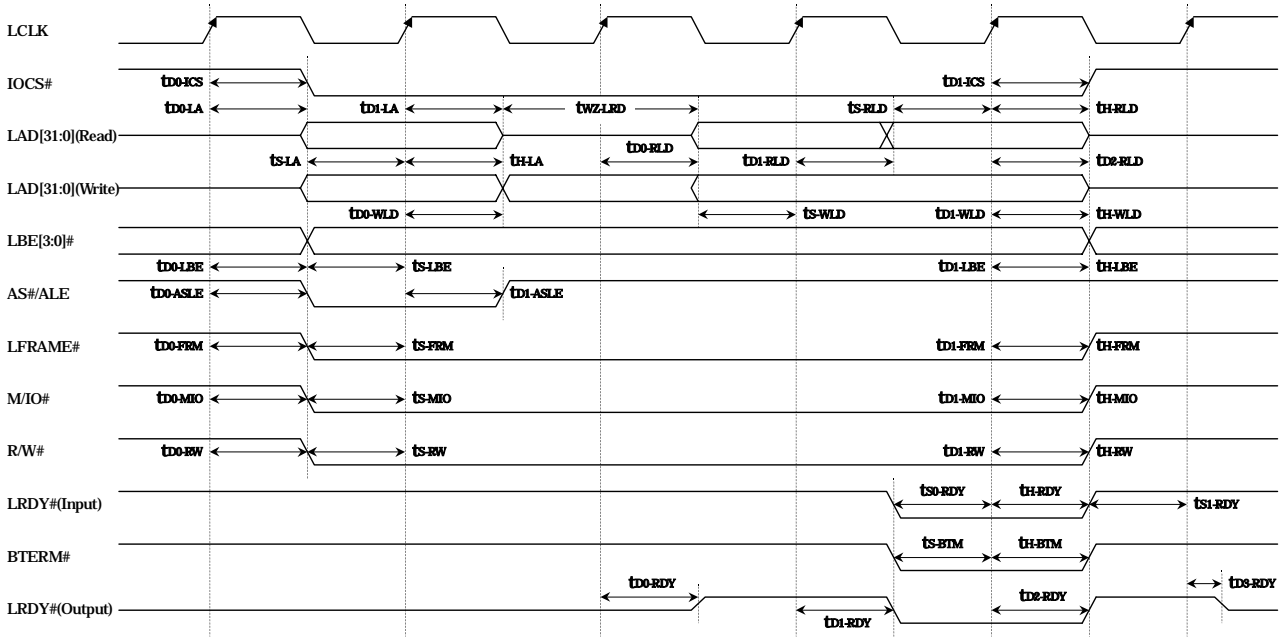 LCLK
IOCS# tD0-ICS tD1-ICS
tD0-LA tD1-LA tWZ-LRD tS-RLD tH-RLD
LAD[31:0](Read)
tD0-RLD
tS-LA tH-LA tD1-RLD tD2-RLD
LAD[31:0](Write)
tD0-WLD tS-WLD tD1-WLD tH-WLD
LBE[3:0]#
tD0-LBE tS-LBE tD1-LBE tH-LBE
AS#/ALE tD0-ASLE tD1-ASLE
LFRAME# tD0-FRM tS-FRM tD1-FRM tH-FRM
M/IO# tD0-MIO tS-MIO tD1-MIO tH-MIO
R/W# tD0-RW tS-RW tD1-RW tH-RW
LRDY#(Input) tS0-RDY tH-RDY tS1-RDY
BTERM# tS-BTM tH-BTM
tD0-RDY tD2-RDY tD3-RDY
LRDY#(Output)
tD1-RDY